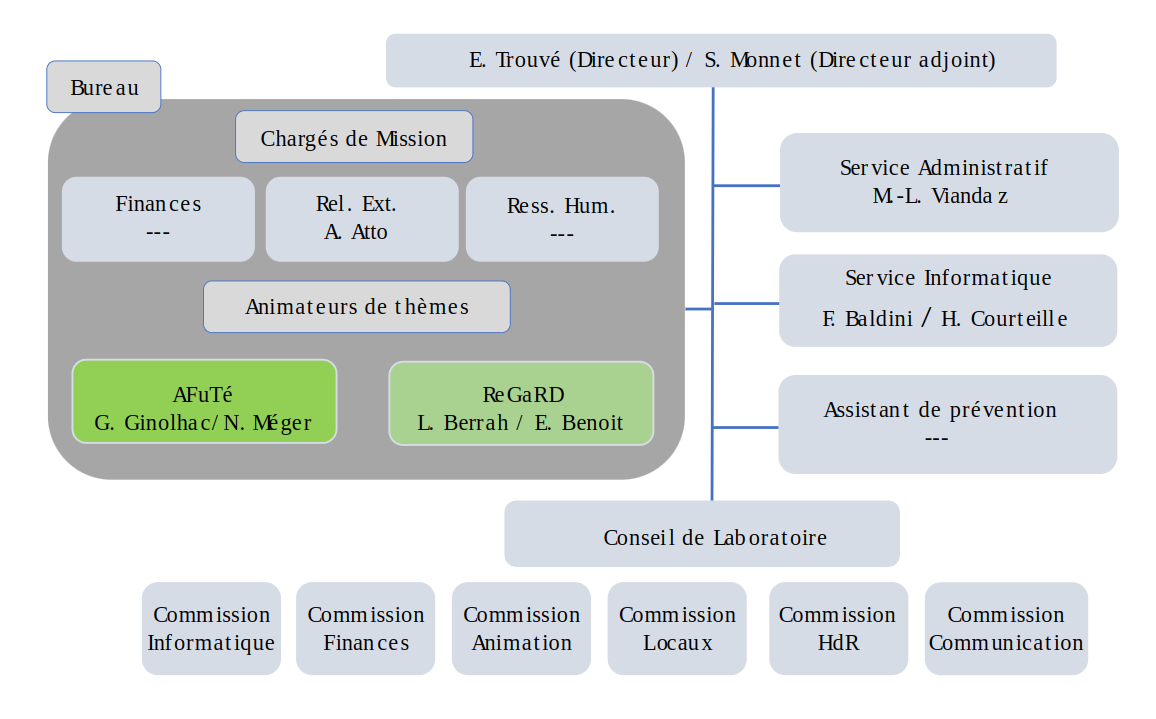 E. Trouvé (Directeur) / S. Monnet (Directeur adjoint)
Bureau
Chargés de Mission
Finances
---
Rel. Ext.
A. Atto
Ress. Hum.
---
Animateurs de thèmes
AFuTé
G. Ginolhac/ N. Méger
ReGaRD
L. Berrah / E. Benoit
Service Administratif
M.-L. Viandaz
Service Informatique
F. Baldini / H. Courteille
Assistant de prévention
---
Conseil de Laboratoire
Commission
Informatique
Commission
Finances
Commission
Animation
Commission
Locaux
Commission
HdR
Commission
Communication